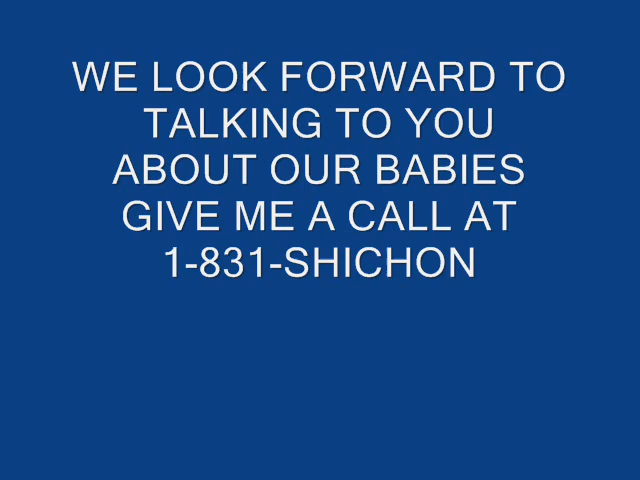 WE LOOK FORWARD TO
TALKING TO YOU
ABOUT OUR BABIES
GIVE ME A CALL AT
1-831-SHICHON